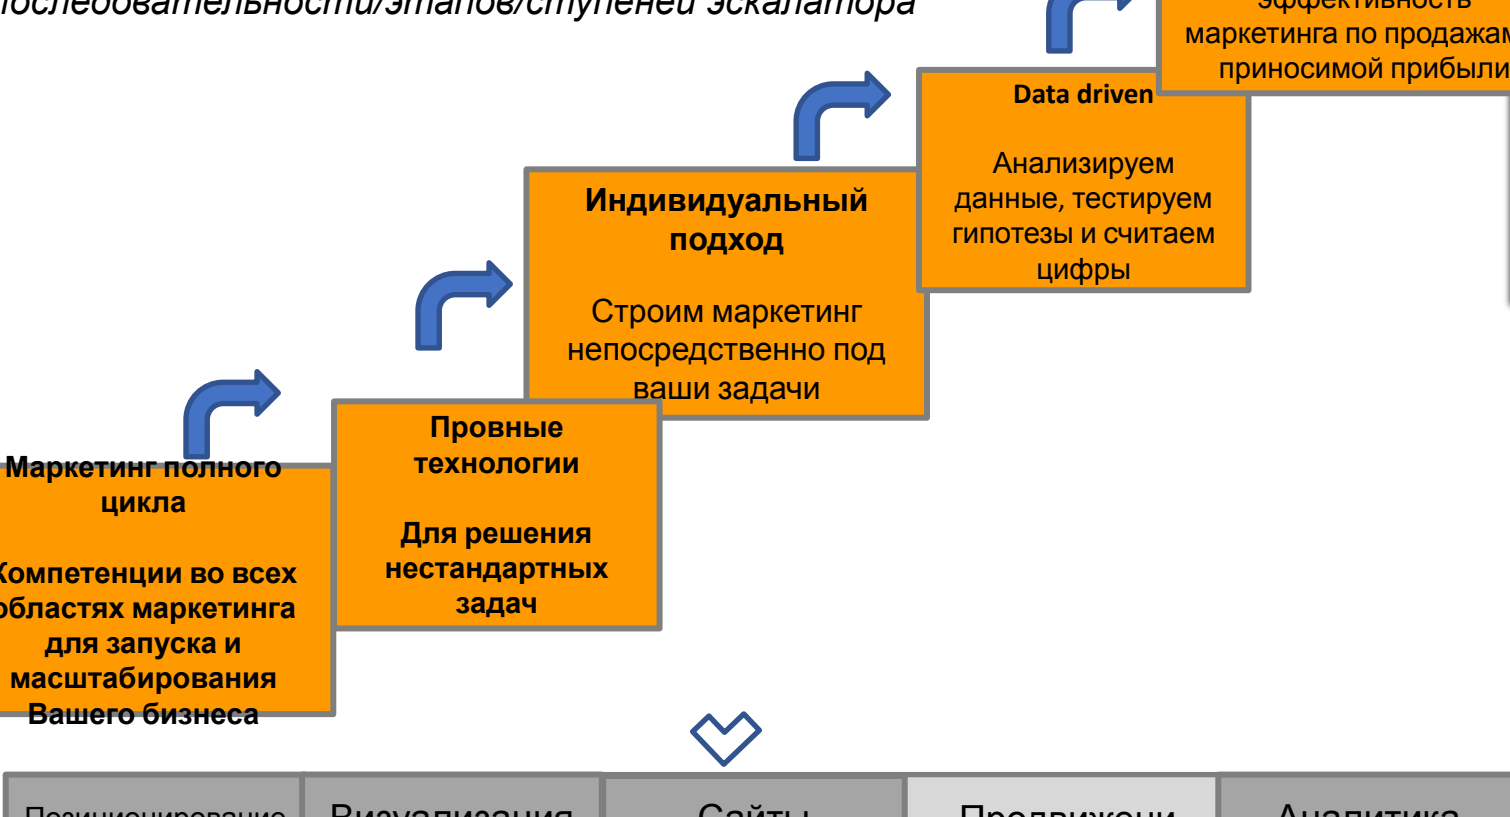 последовательности/этапов/ступеней эскалатора
эффективность
маркетинга по продажам
приносимой прибыли
Data driven
Анализируем
данные, тестируем
гипотезы и считаем
цифры
Индивидуальный
подход
Строим маркетинг
непосредственно под
ваши задачи
Провные
технологии
Для решения
нестандартных
задач
Маркетинг полного
цикла
Компетенции во всех
областях маркетинга
для запуска и
масштабирования
Вашего бизнеса
Позиционирование
Визуализация
Сайты
Продвижени
Аналитика